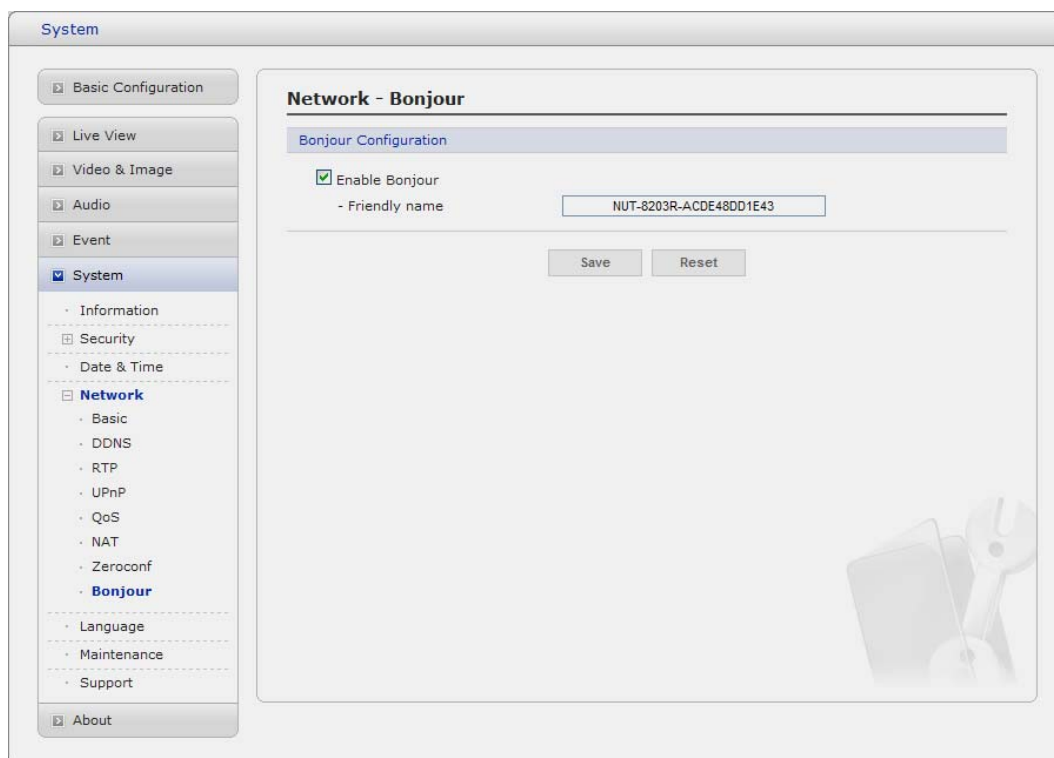 System
Basic Configuration
Live View
Video & Image
Audio
Event
System
Information
Security
Date & Time
Network
Basic
DDNS
RTP
UPnP
QoS
NAT
Zeroconf
Bonjour
Language
Maintenance
Support
About
Network - Bonjour
Bonjour Configuration
Enable Bonjour
- Friendly name NUT-8203R-ACDE48DD1E43
Save Reset